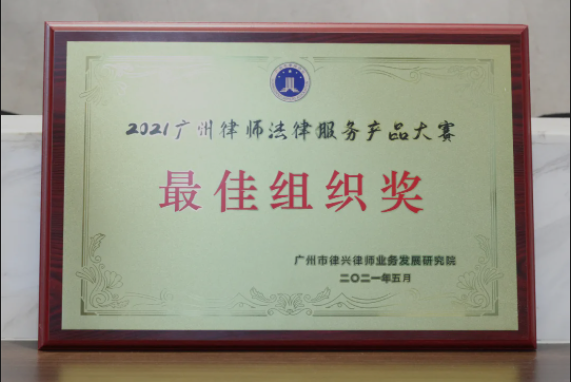 2021广州律师法律服务产品大赛
最佳组织奖
广州市律兴律师业务发展研究院
二〇二一年五月